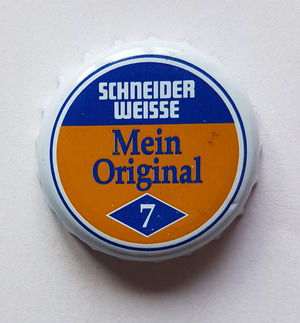 SCHNEIDER
WEISSE
Mein
Original
7